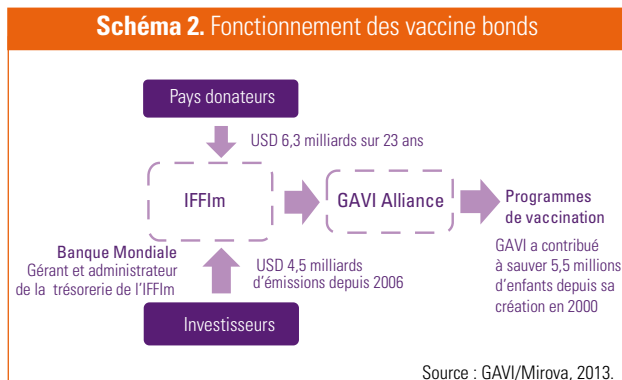 Schéma 2. Fonctionnement des vaccine bonds
Pays donateurs
USD 6,3 milliards sur 23 ans
IFFIm
GAVI Alliance
Programmes
de vaccination
GAVI a contribué
à sauver 5,5 millions
d'enfants depuis sa
création en 2000
Banque Mondiale
Gérant et administrateur
de la trésorerie de l'IFFIm
USD 4,5 milliards
d'émissions depuis 2006
Investisseurs
Source : GAVI/Mirova, 2013.